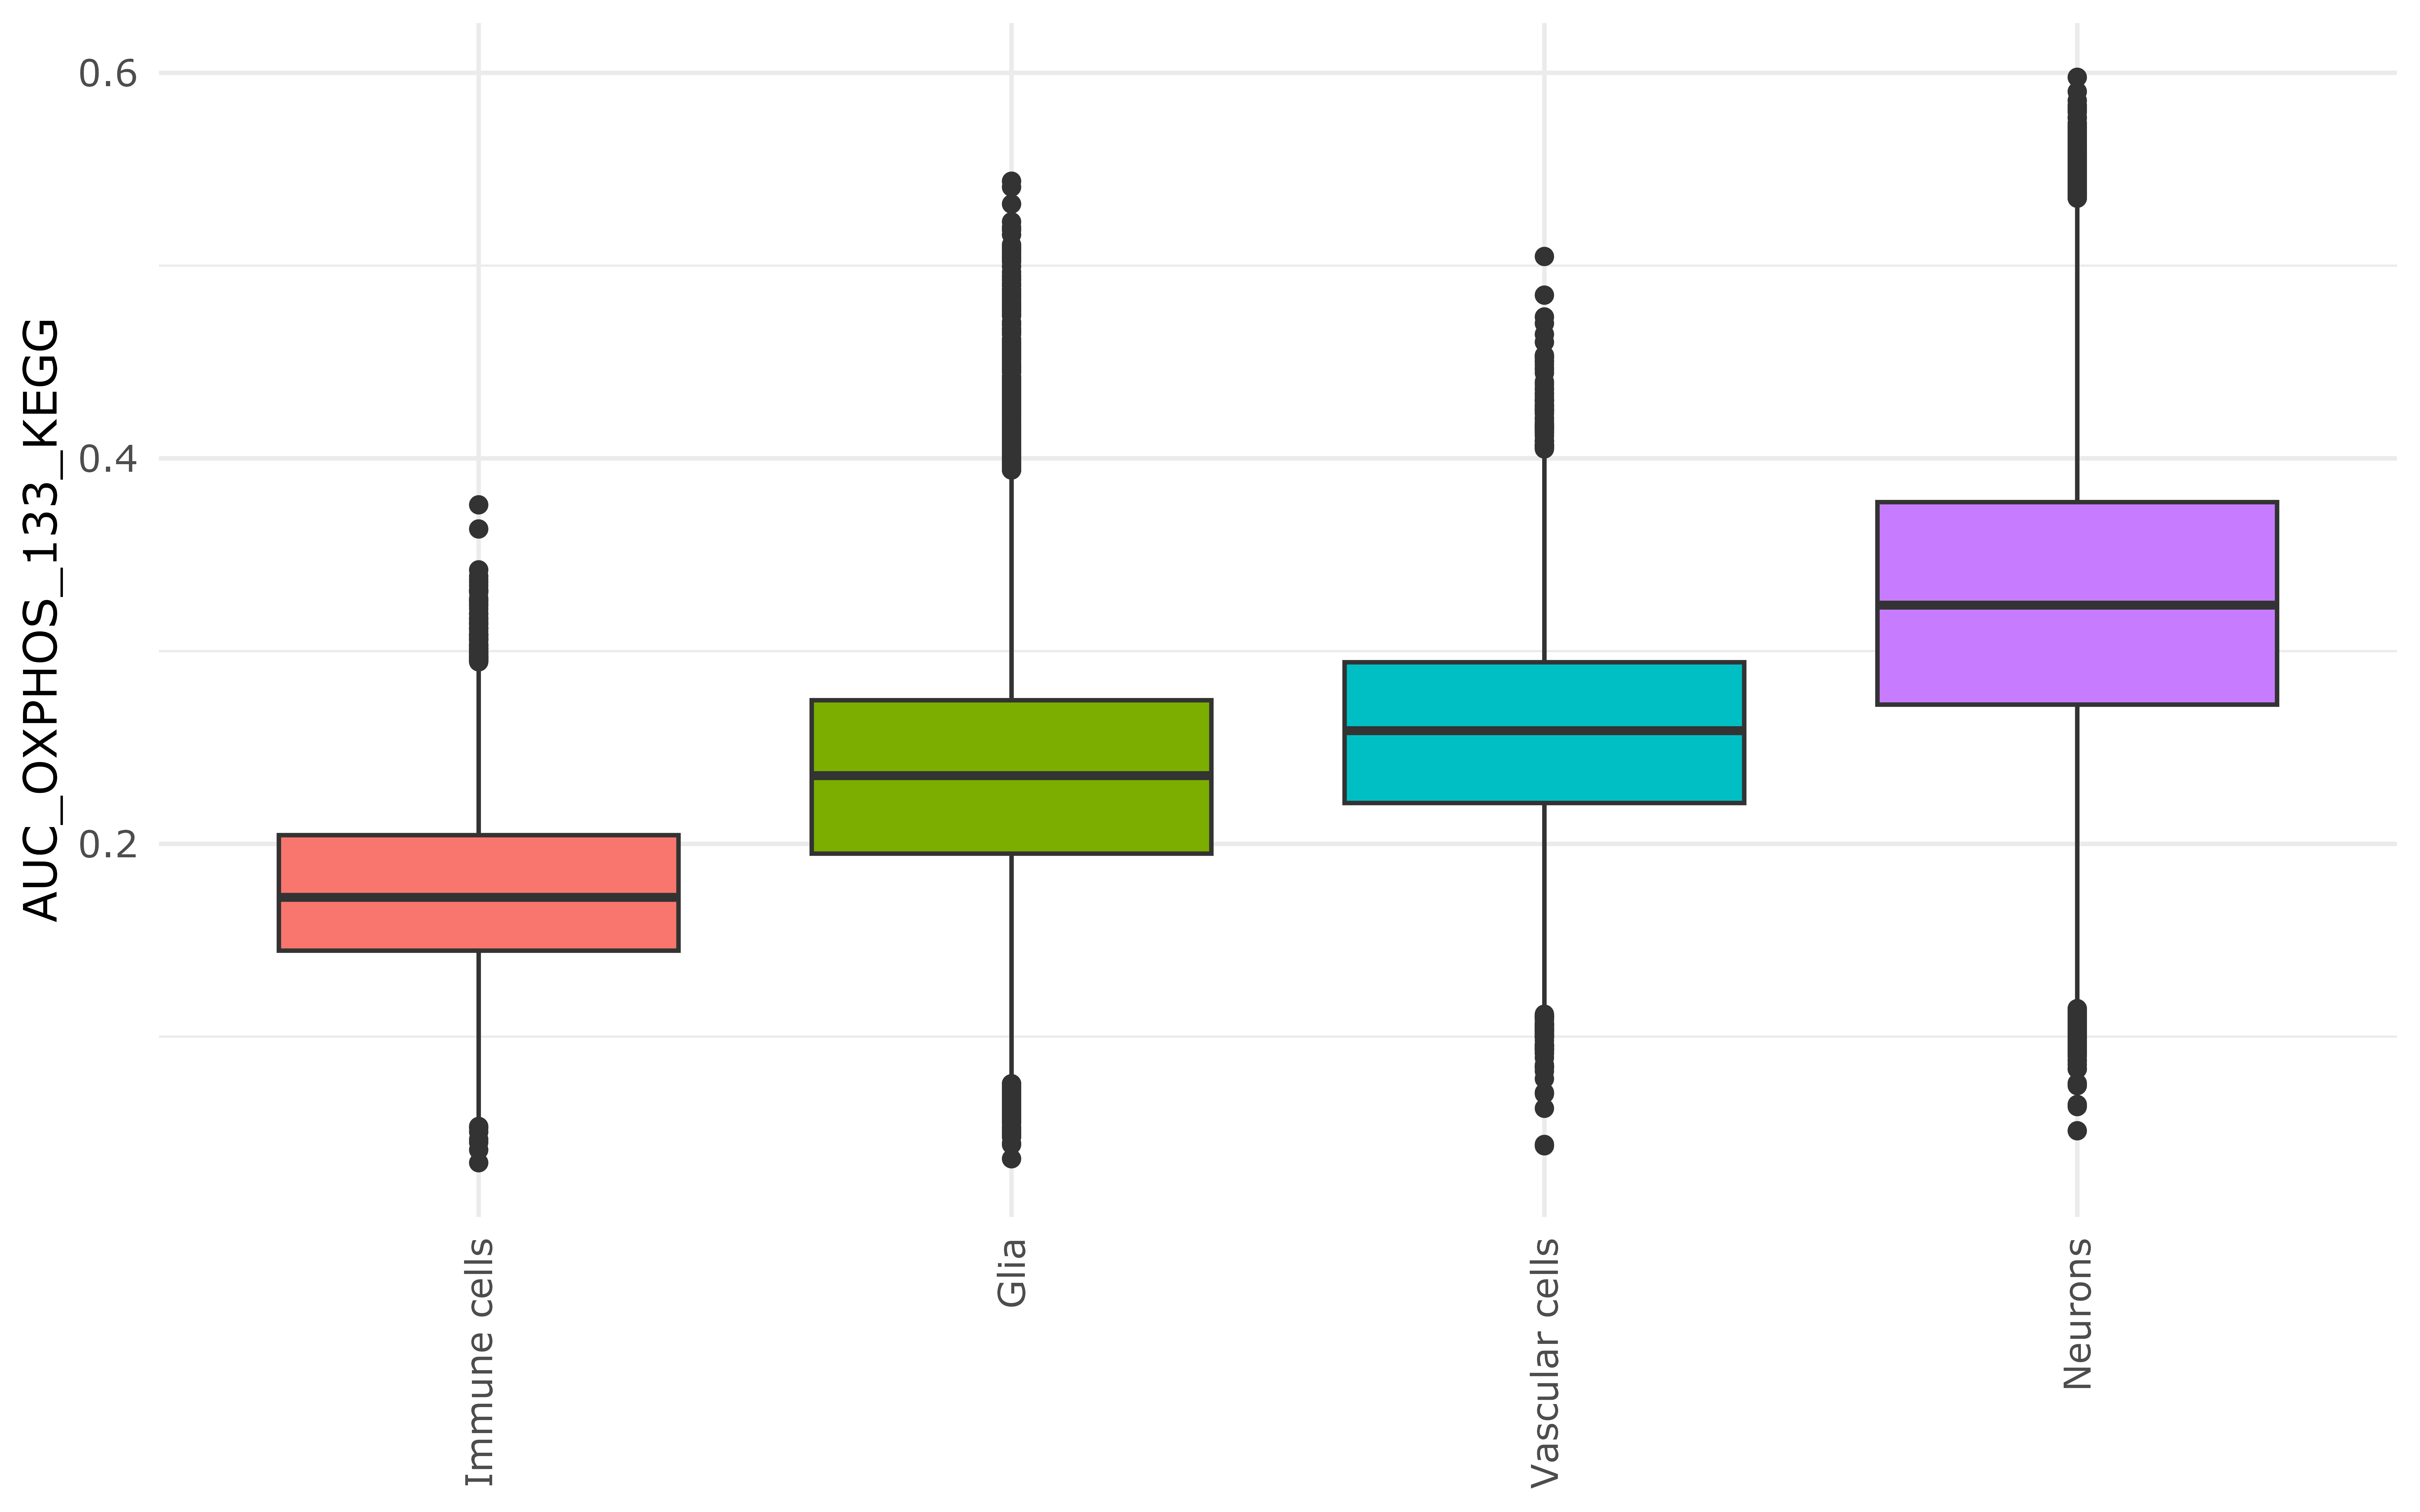 AUC_OXPHOS_133_KEGG
0.6
0.4
0.2
Immune cells
Glia
Vascular cells
Neurons